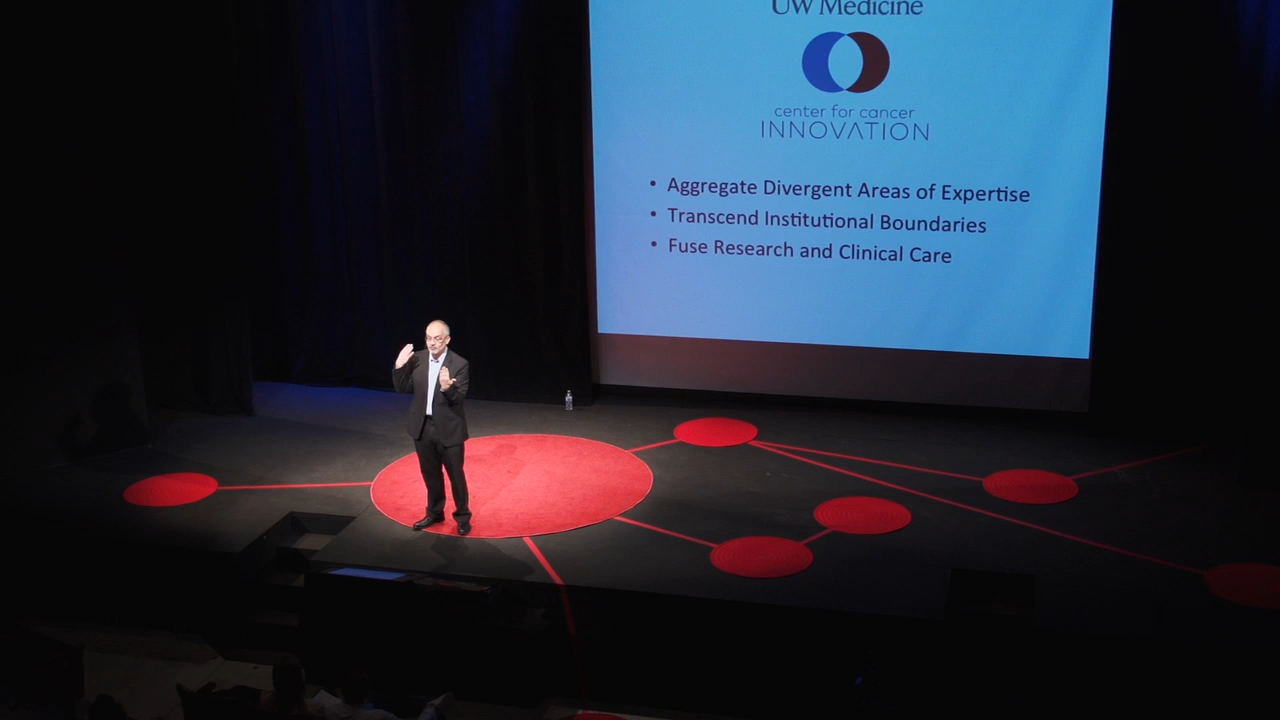 UW Medicine
center for cancer
INNOVATION
• Aggregate Divergent Areas of Expertise
• Transcend Institutional Boundaries
• Fuse Research and Clinical Care